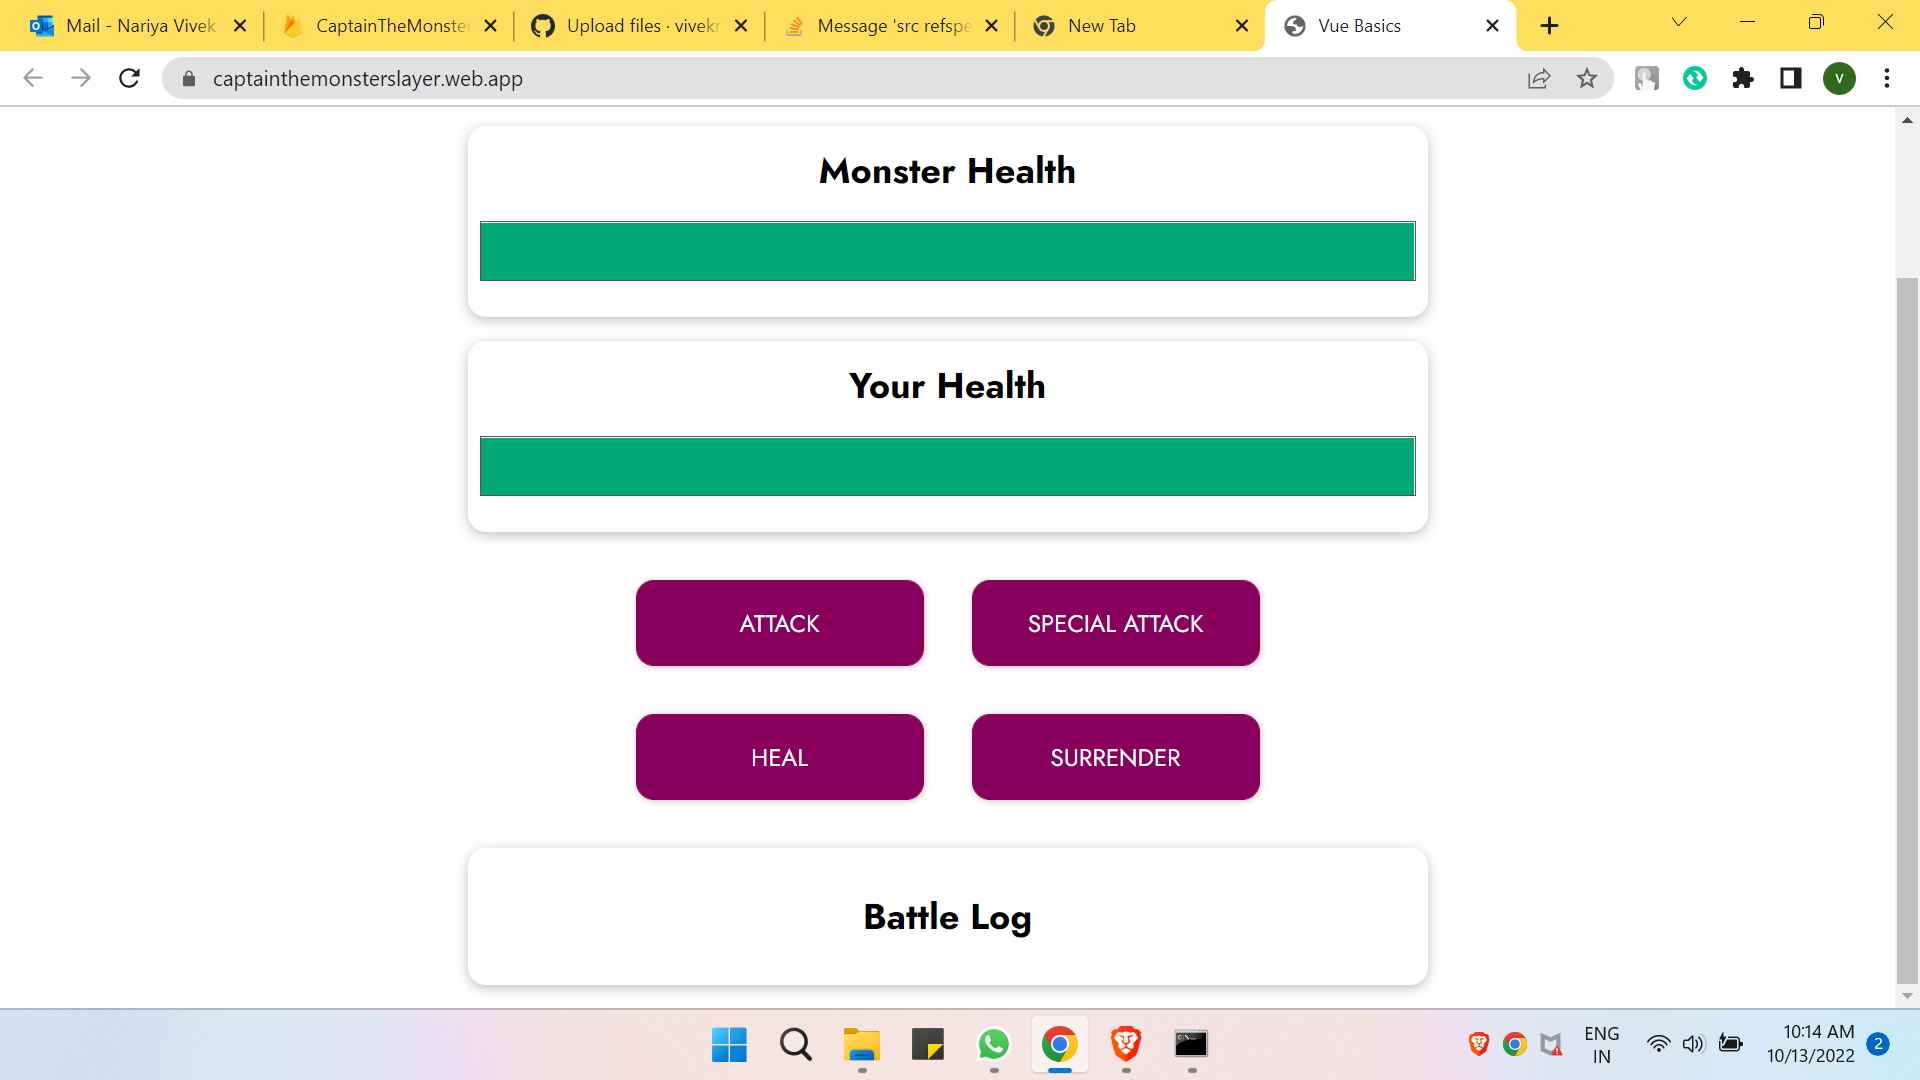 Mail - Nariya Vivek
CaptainTheMonster
Upload files · vivekr
Message 'src refspe
New Tab
Vue Basics
captainthemonsterslayer.web.app
V
Monster Health
Your Health
ATTACK
SPECIAL ATTACK
HEAL
SURRENDER
Battle Log
ENG
IN
10:14 AM
10/13/2022
2